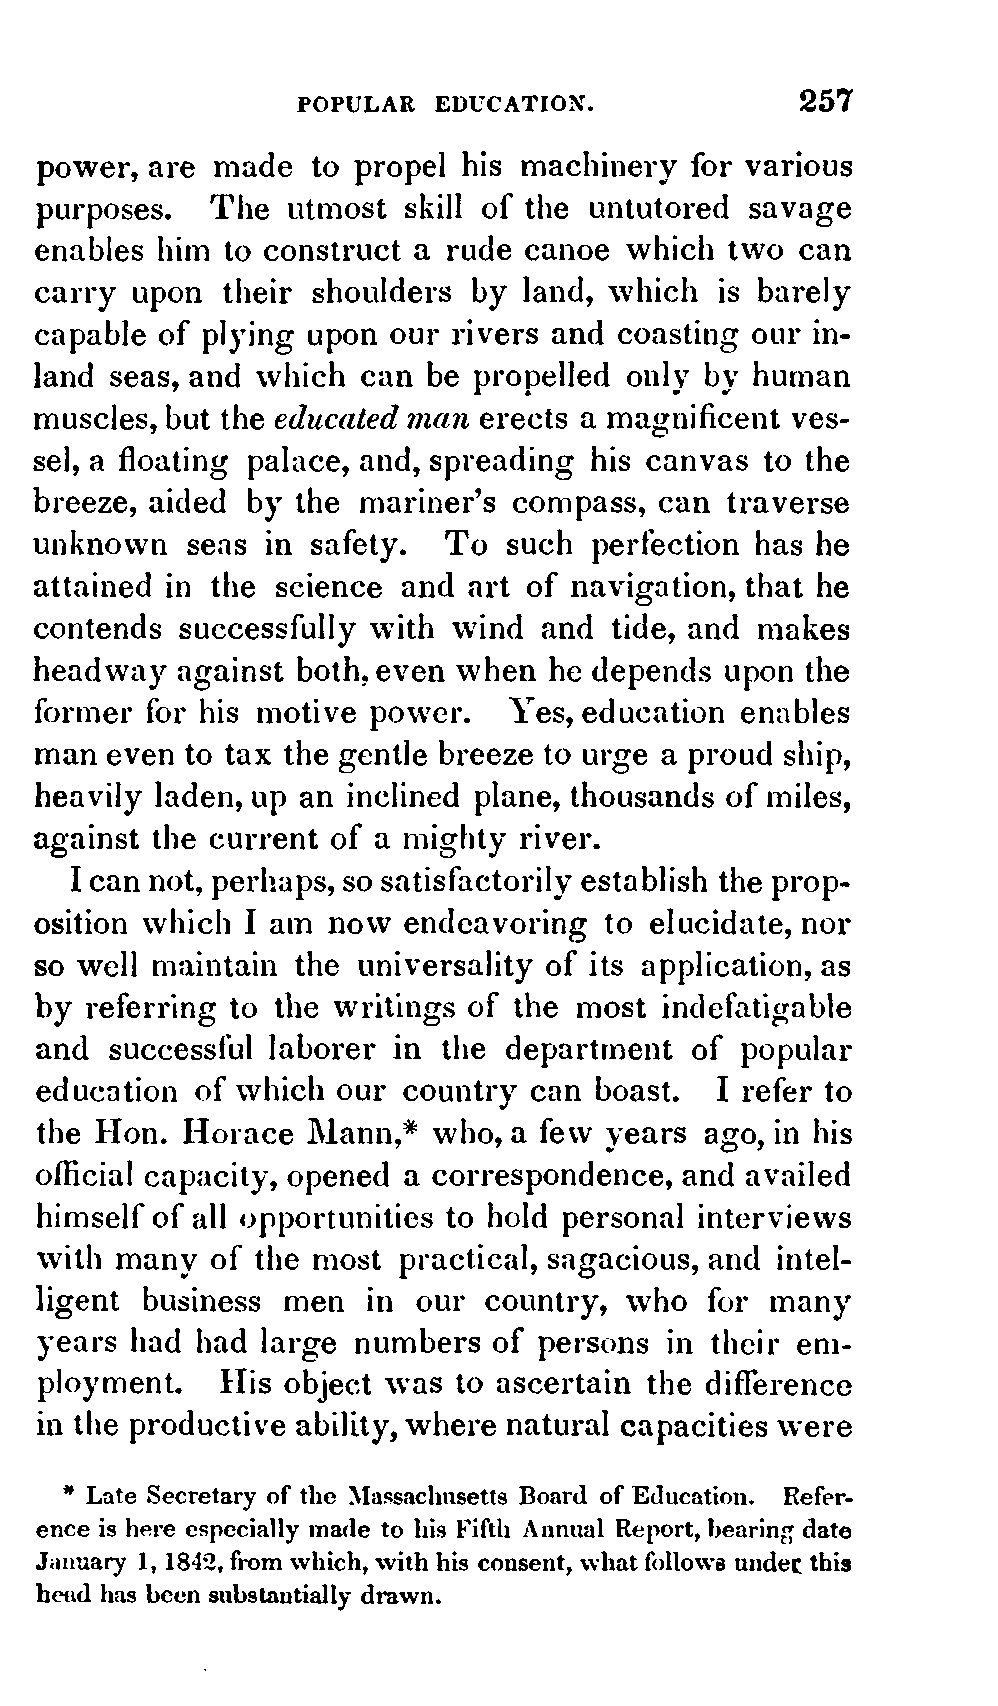 POPULAR EDUCATION. 257
power, are made to propel his machinery for various
purposes. The utmost skill of the untutored savage
enables him to construct a rude canoe which two can
carry upon their shoulders by land, which is barely
capable of plying upon our rivers and coasting our in-
land seas, and which can be propelled only by human
muscles, but the educated man erects a magnificent ves-
sel, a floating palace, and, spreading his canvas to the
breeze, aided by the mariner's compass, can traverse
unknown seas in safety. To such perfection has he
attained in the science and art of navigation, that he
contends successfully with wind and tide, and makes
headway against both, even when he depends upon the
former for his motive power. Yes, education enables
man even to tax the gentle breeze to urge a proud ship,
heavily laden, up an inclined plane, thousands of miles,
against the current of a mighty river.
I can not, perhaps, so satisfactorily establish the prop-
osition which I am now endeavoring to elucidate, nor
so well maintain the universality of its application, as
by referring to the writings of the most indefatigable
and successful laborer in the department of popular
education of which our country can boast. I refer to
the Hon. Horace Mann,* who, a few years ago, in his
official capacity, opened a correspondence, and availed
himself of all opportunities to hold personal interviews
with many of the most practical, sagacious, and intel-
ligent business men in our country, who for many
years had had large numbers of persons in their em-
ployment. His object was to ascertain the difference
in the productive ability, where natural capacities were
* Late Secretary of the Massachusetts Board of Education. Refer-
ence is here especially made to his Fifth Annual Report, bearing date
January 1, 1842, from which, with his consent, what follows under this
head has been substantially drawn.